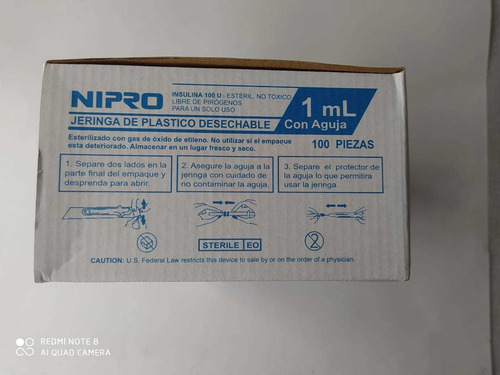 NIPRO
INSULINA 100 U - ESTÉRIL, NO TÓXICO
LIBRE DE PIRÓGENOS
PARA UN SOLO USO
JERINGA DE PLASTICO DESECHABLE
1 mL
Con Aguja
100 PIEZAS
Esterilizado con gas de óxido de etileno. No utilizar si el empaque
esta deteriorado. Almacenar en un lugar fresco y seco.
1. Separe dos lados en la
parte final del empaque y
desprenda para abrir.
2. Asegure la aguja a la
jeringa con cuidado de
no contaminar la aguja.
3. Separe el protector de
la aguja lo que permitira
usar la jeringa
STERILE EO
2
CAUTION: U.S. Federal Law restricts this device to sale by or on the order of a physician.
REDMI NOTE 8
AI QUAD CAMERA